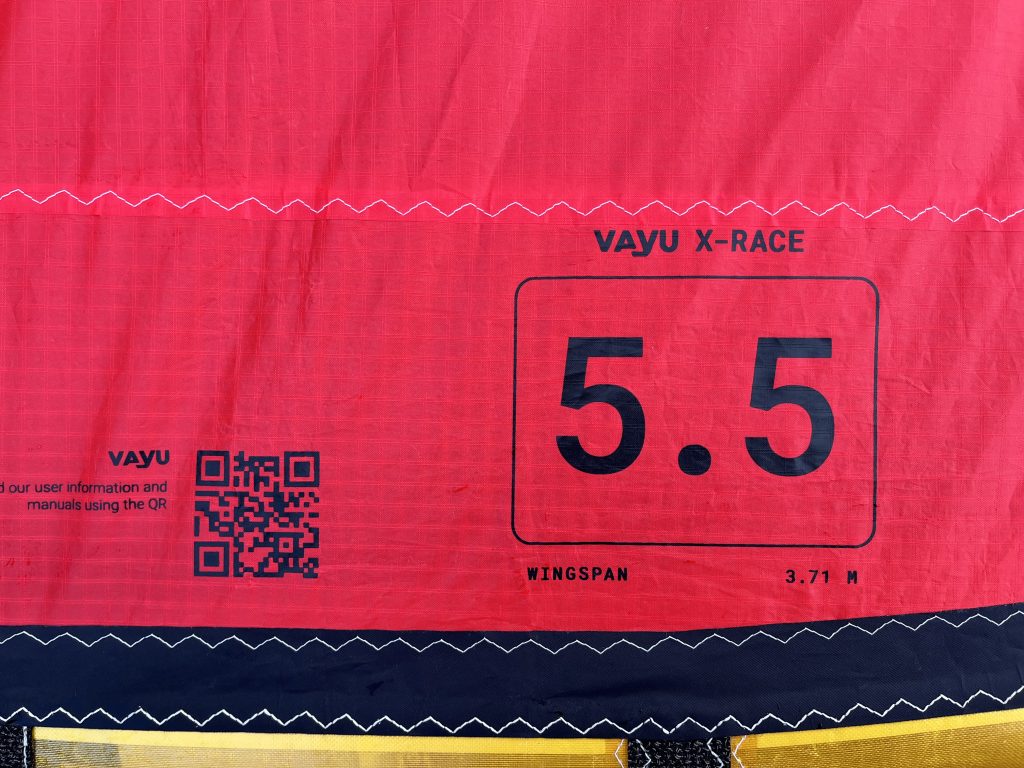 VAYU X-RACE
5.5
WINGSPAN 3.71 M
VAYU
our user information and
manuals using the QR